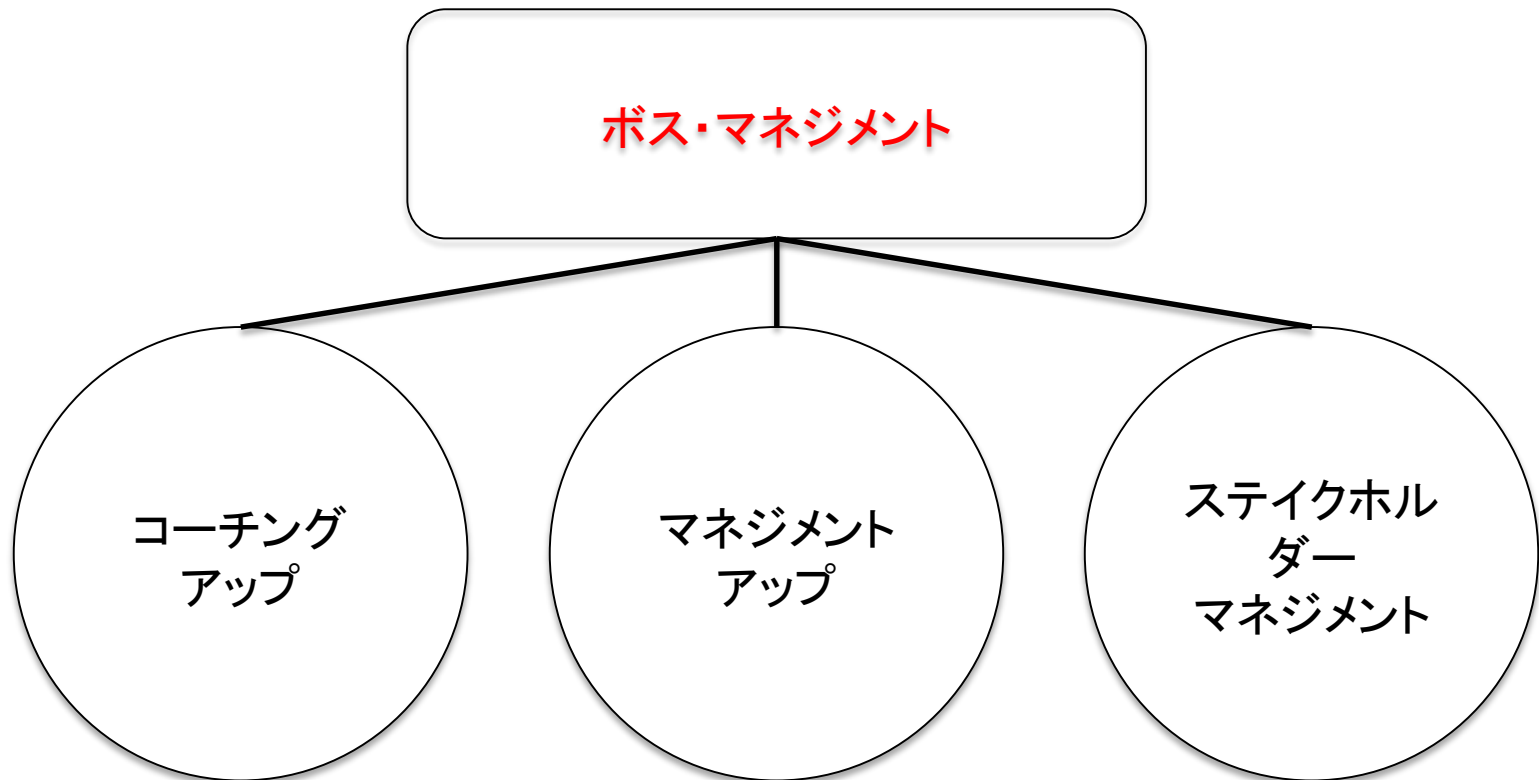 ボス・マネジメント
コーチング
アップ
マネジメント
アップ
ステイクホル
ダー
マネジメント